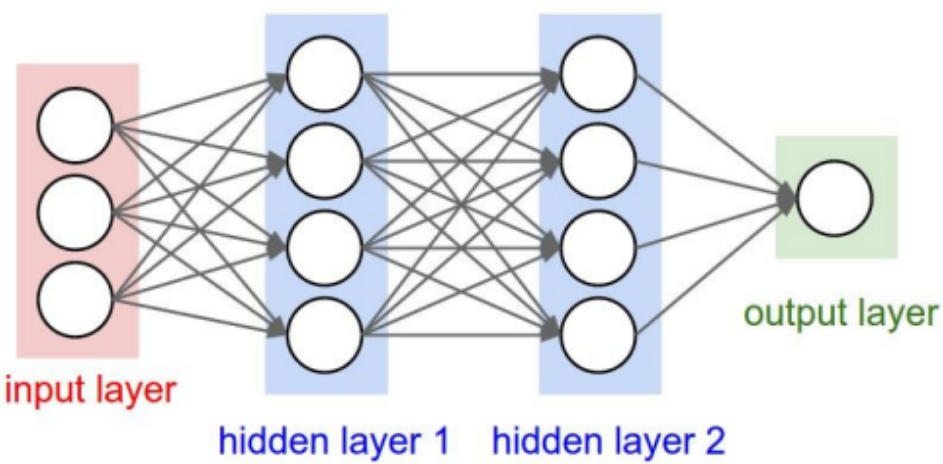 input layer
hidden layer 1
hidden layer 2
output layer